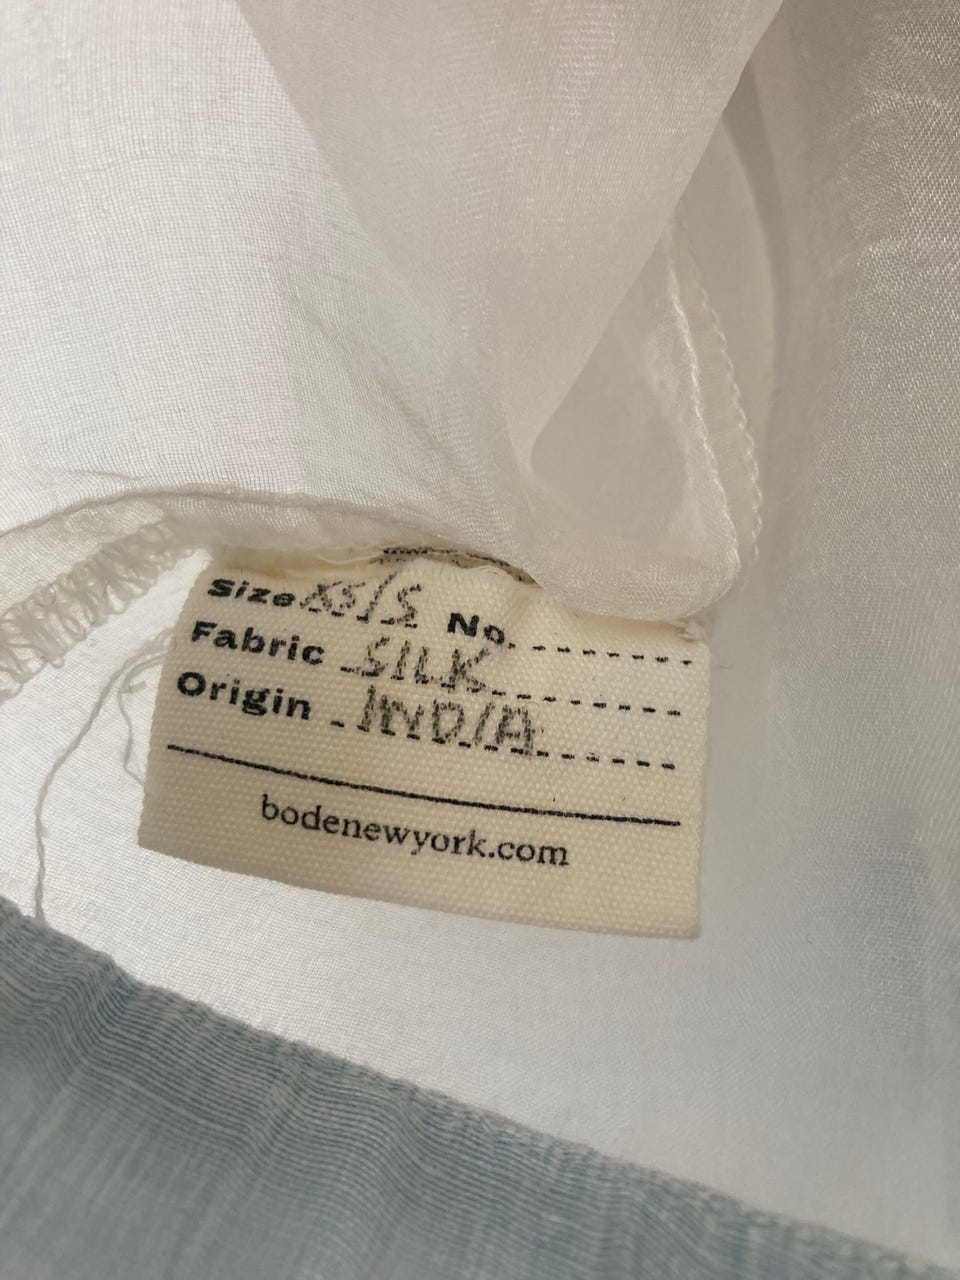 Size XS/S No.
Fabric SILK
Origin INDIA
bodenewyork.com